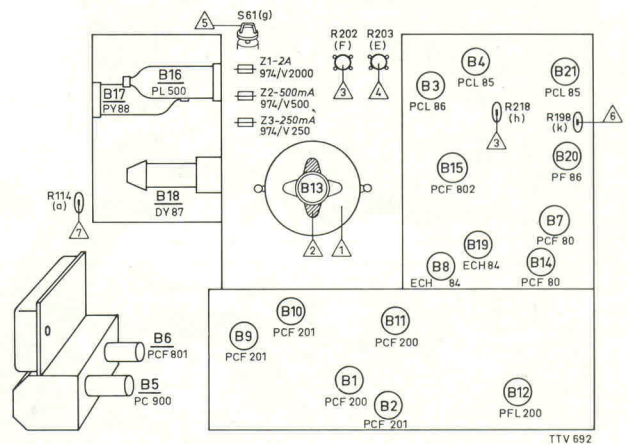 5
S61(g)
R202
(F)
R203
(E)
3
4
Z1-2A
974/V2000
Z2-500mA
974/V500
Z3-250mA
974/V250
B16
PL 500
B17
PY88
B18
DY87
R114
(a)
7
B13
2
1
B4
PCL 85
B3
PCL 86
B21
PCL 85
R218
(h)
3
R198
(k)
6
B15
PCF 802
B20
PF 86
B7
PCF 80
B19
ECH 84
B8
ECH 84
B14
PCF 80
B6
PCF801
B5
PC 900
B10
PCF 201
B9
PCF 201
B11
PCF 200
B1
PCF 200
B2
PCF 201
B12
PFL 200
TTV 692